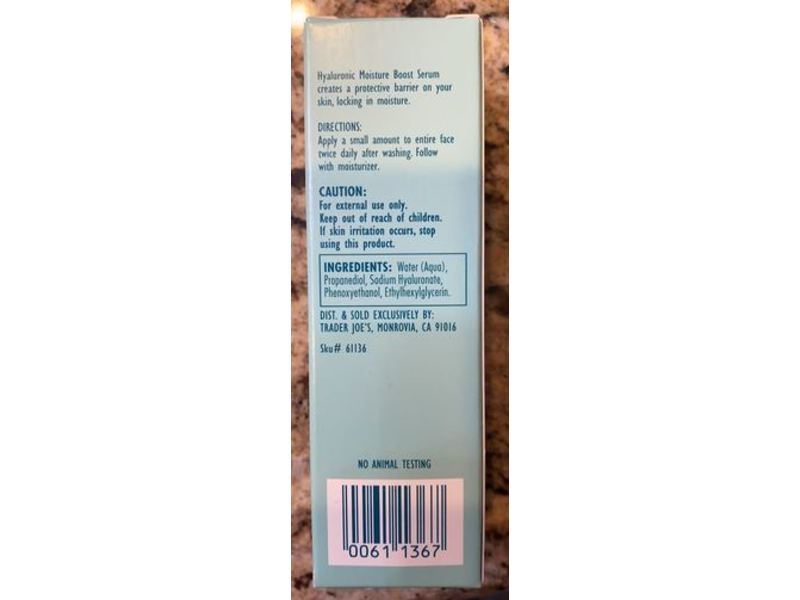 Hyaluronic Moisture Boost Serum
creates a protective barrier on your
skin, locking in moisture.
DIRECTIONS:
Apply a small amount to entire face
twice daily after washing. Follow
with moisturizer.
CAUTION:
For external use only.
Keep out of reach of children.
If skin irritation occurs, stop
using this product.
INGREDIENTS: Water (Aqua),
Propanediol, Sodium Hyaluronate,
Phenoxyethanol, Ethylhexylglycerin.
DIST. & SOLD EXCLUSIVELY BY:
TRADER JOE'S, MONROVIA, CA 91016
Sku# 61136
NO ANIMAL TESTING
0061 1367